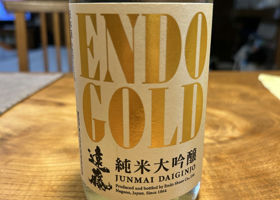 ENDO
GOLD
遠藤
純米大吟醸
JUNMAI DAIGINJO
Produced and bottled by Endo Shuzo Co., Ltd.
Nagano, Japan. Since 1864